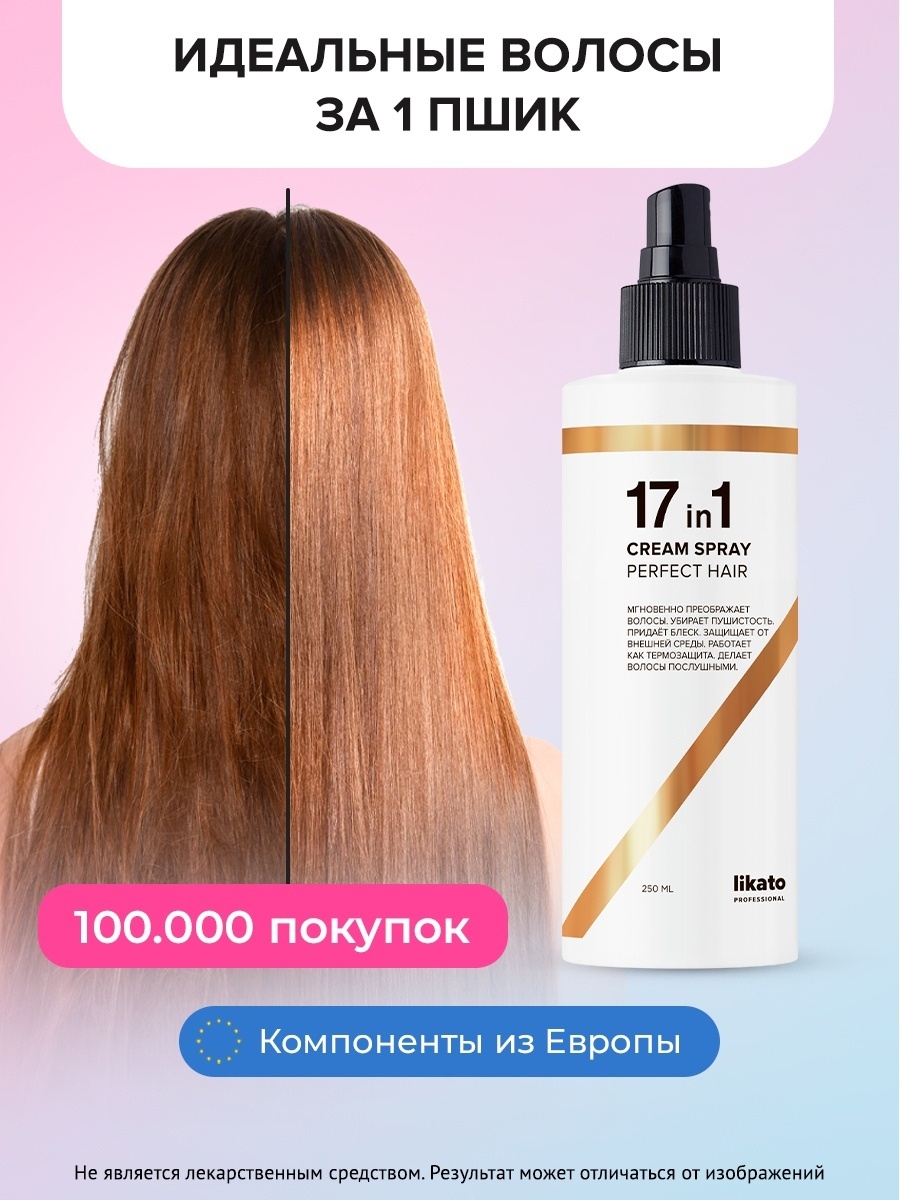 ИДЕАЛЬНЫЕ ВОЛОСЫ
ЗА 1 ПШИК
17 in 1
CREAM SPRAY
PERFECT HAIR
МГНОВЕННО ПРЕОБРАЖАЕТ
ВОЛОСЫ. УБИРАЕТ ПУШИСТОСТЬ.
ПРИДАЁТ БЛЕСК. ЗАЩИЩАЕТ ОТ
ВНЕШНЕЙ СРЕДЫ. РАБОТАЕТ
КАК ТЕРМОЗАЩИТА. ДЕЛАЕТ
ВОЛОСЫ ПОСЛУШНЫМИ.
250 ML
likato
PROFESSIONAL
100.000 покупок
Компоненты из Европы
Не является лекарственным средством. Результат может отличаться от изображений